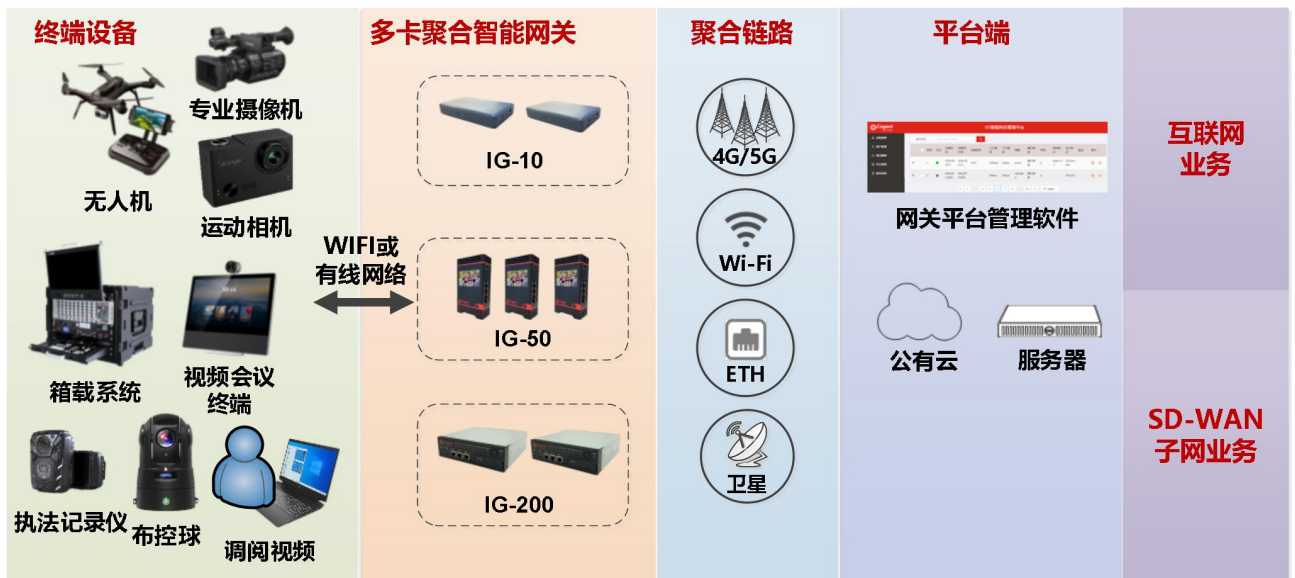 终端设备
专业摄像机
无人机
运动相机
箱载系统
视频会议
终端
执法记录仪
布控球
调阅视频
WIFI或
有线网络
多卡聚合智能网关
IG-10
IG-50
IG-200
聚合链路
4G/5G
Wi-Fi
ETH
卫星
平台端
网关平台管理软件
公有云
服务器
互联网
业务
SD-WAN
子网业务